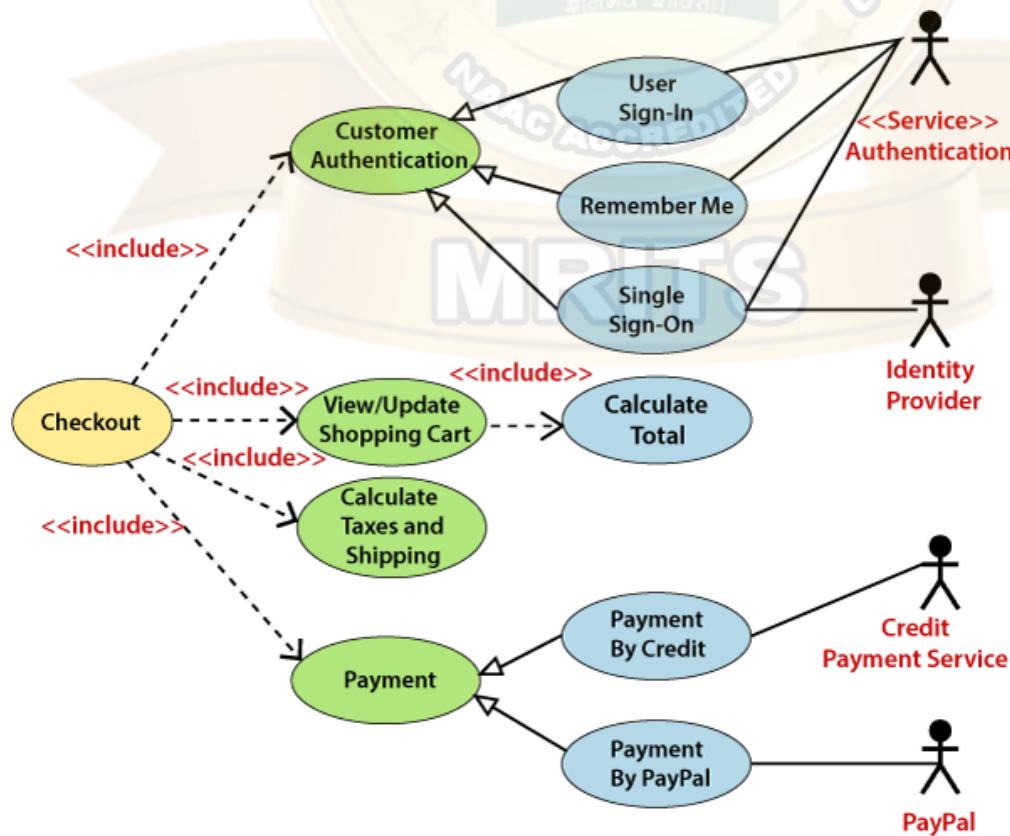 User
Sign-In
<<Service>>
Authentication
Customer
Authentication
NAAC ACCREDITED
Remember Me
<<include>>
MRITS
Single
Sign-On
Identity
Provider
<<include>>
<<include>>
Checkout
View/Update
Shopping Cart
Calculate
Total
<<include>>
Calculate
Taxes and
Shipping
<<include>>
Payment
By Credit
Credit
Payment Service
Payment
Payment
By PayPal
PayPal